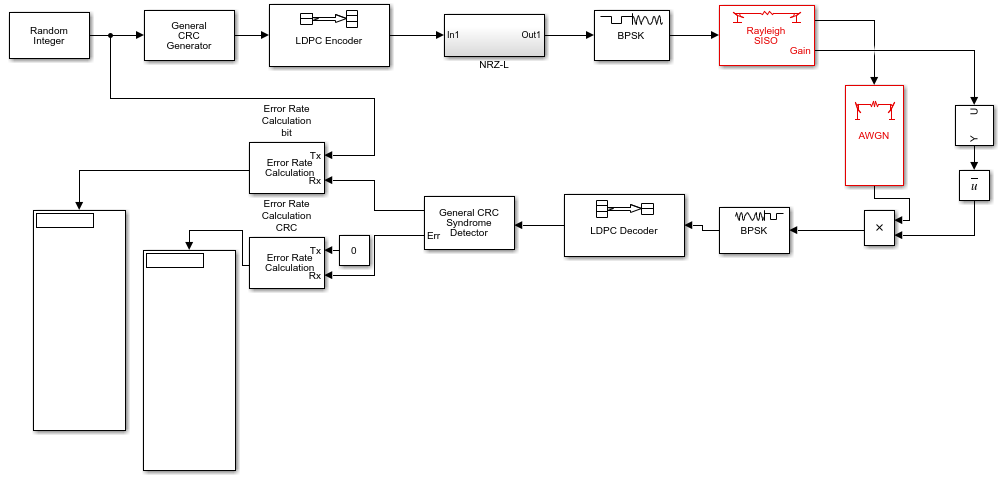 Random
Integer
General
CRC
Generator
LDPC Encoder
In1
Out1
NRZ-L
BPSK
Rayleigh
SISO
Gain
AWGN
U
Y
u
×
BPSK
LDPC Decoder
General CRC
Syndrome
Detector
Err
Error Rate
Calculation
bit
Error Rate
Calculation
Tx
Rx
Error Rate
Calculation
CRC
Error Rate
Calculation
Tx
Rx
0